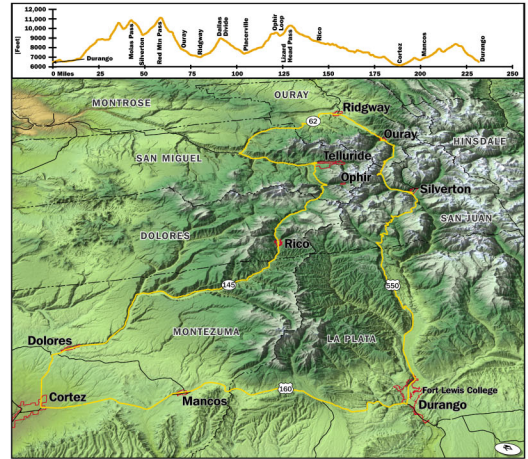 12,000
11,000
10,000
9000
8000
7000
6000
[Feet]
Durango
Molas Pass
Silverton
Red Mtn Pass
Ouray
Ridgway
Dallas
Divide
Placerville
Ophir
Loop
Lizard
Head Pass
Rico
Cortez
Mancos
Durango
0 Miles
25
50
75
100
125
150
175
200
225
250
MONTROSE
OURAY
Ridgway
62
Ouray
HINSDALE
SAN MIGUEL
Telluride
Ophir
Silverton
SAN JUAN
DOLORES
Rico
145
550
MONTEZUMA
LA PLATA
Dolores
Cortez
Mancos
160
Fort Lewis College
Durango